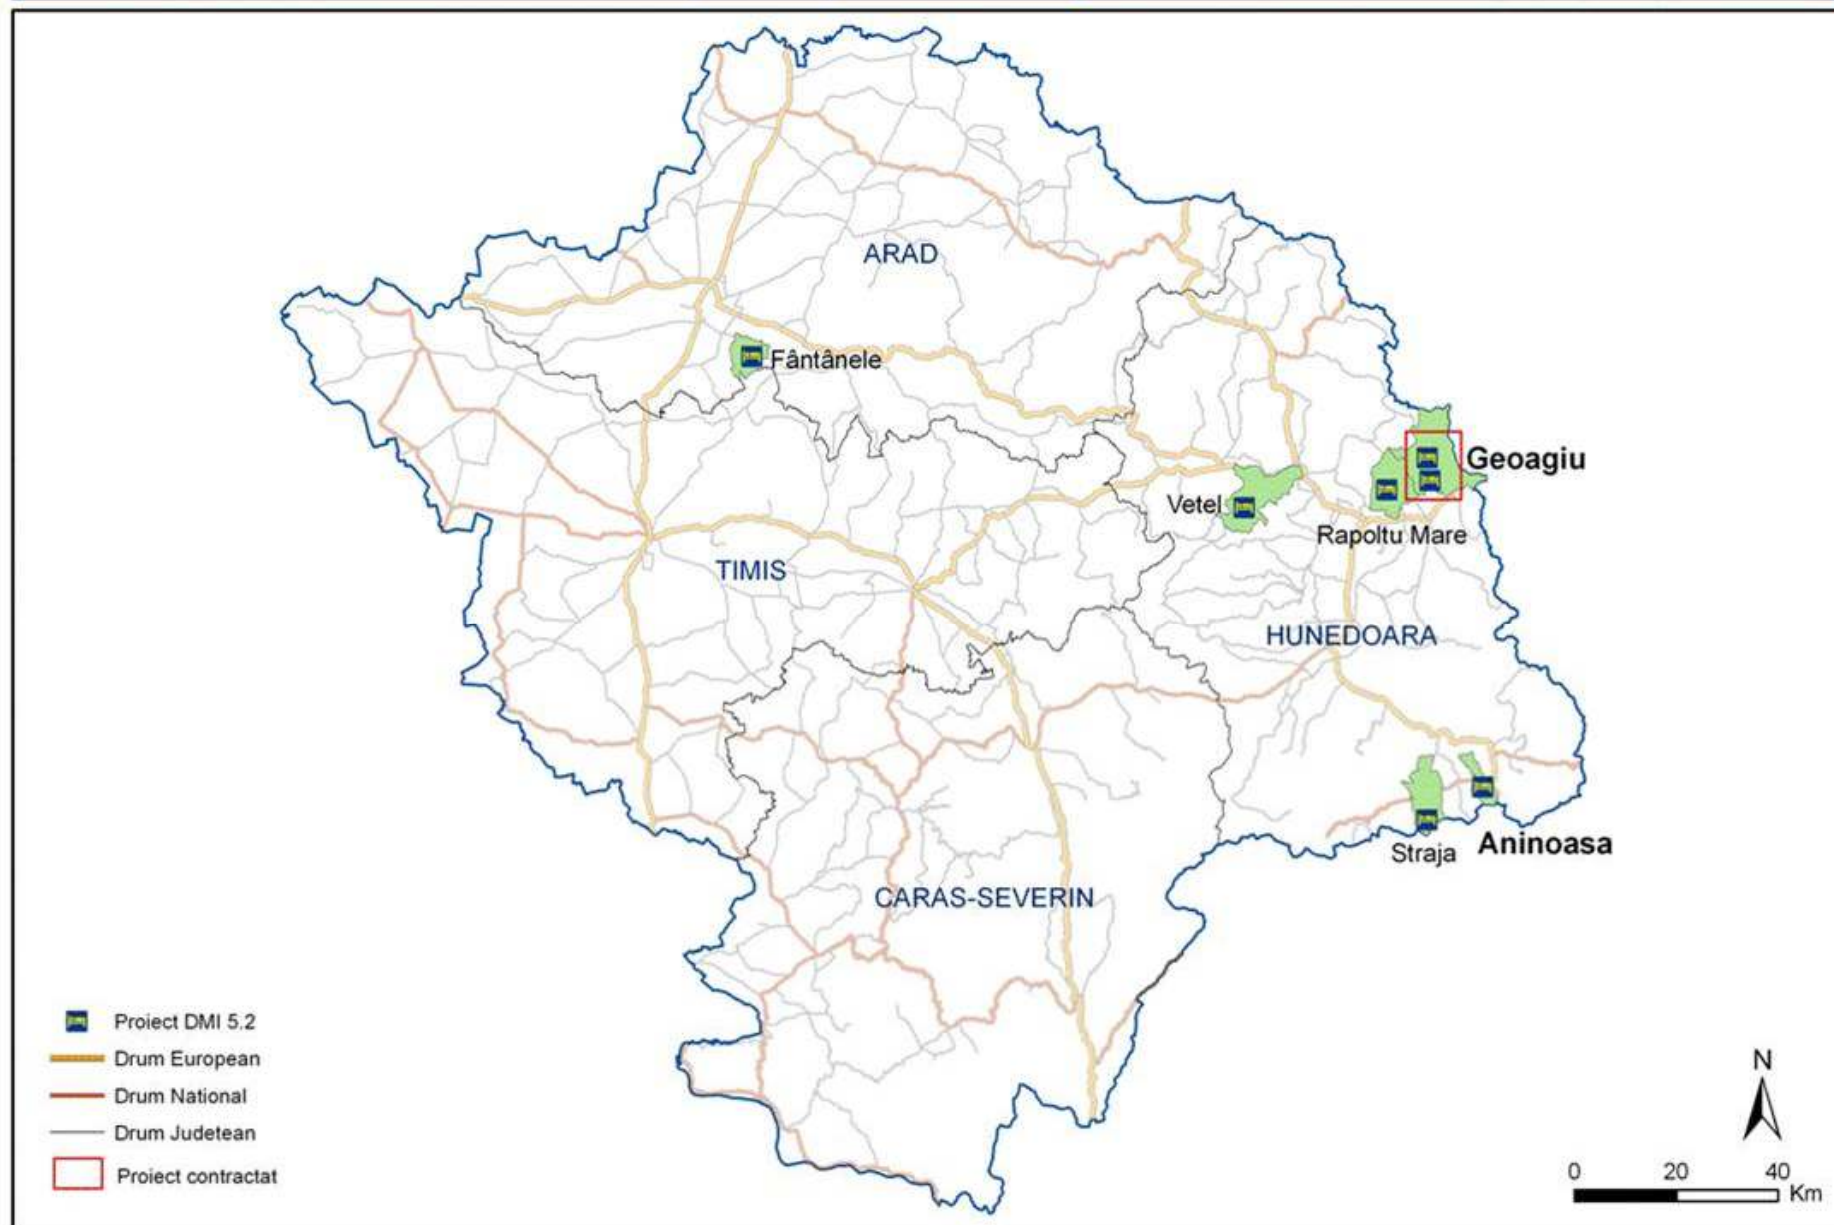 ARAD
Fântânele
Geoagiu
Vetel
Rapoltu Mare
TIMIS
HUNEDOARA
Straja
Aninoasa
CARAS-SEVERIN
Proiect DMI 5.2
Drum European
Drum National
Drum Judetean
Proiect contractat
N
0 20 40
Km